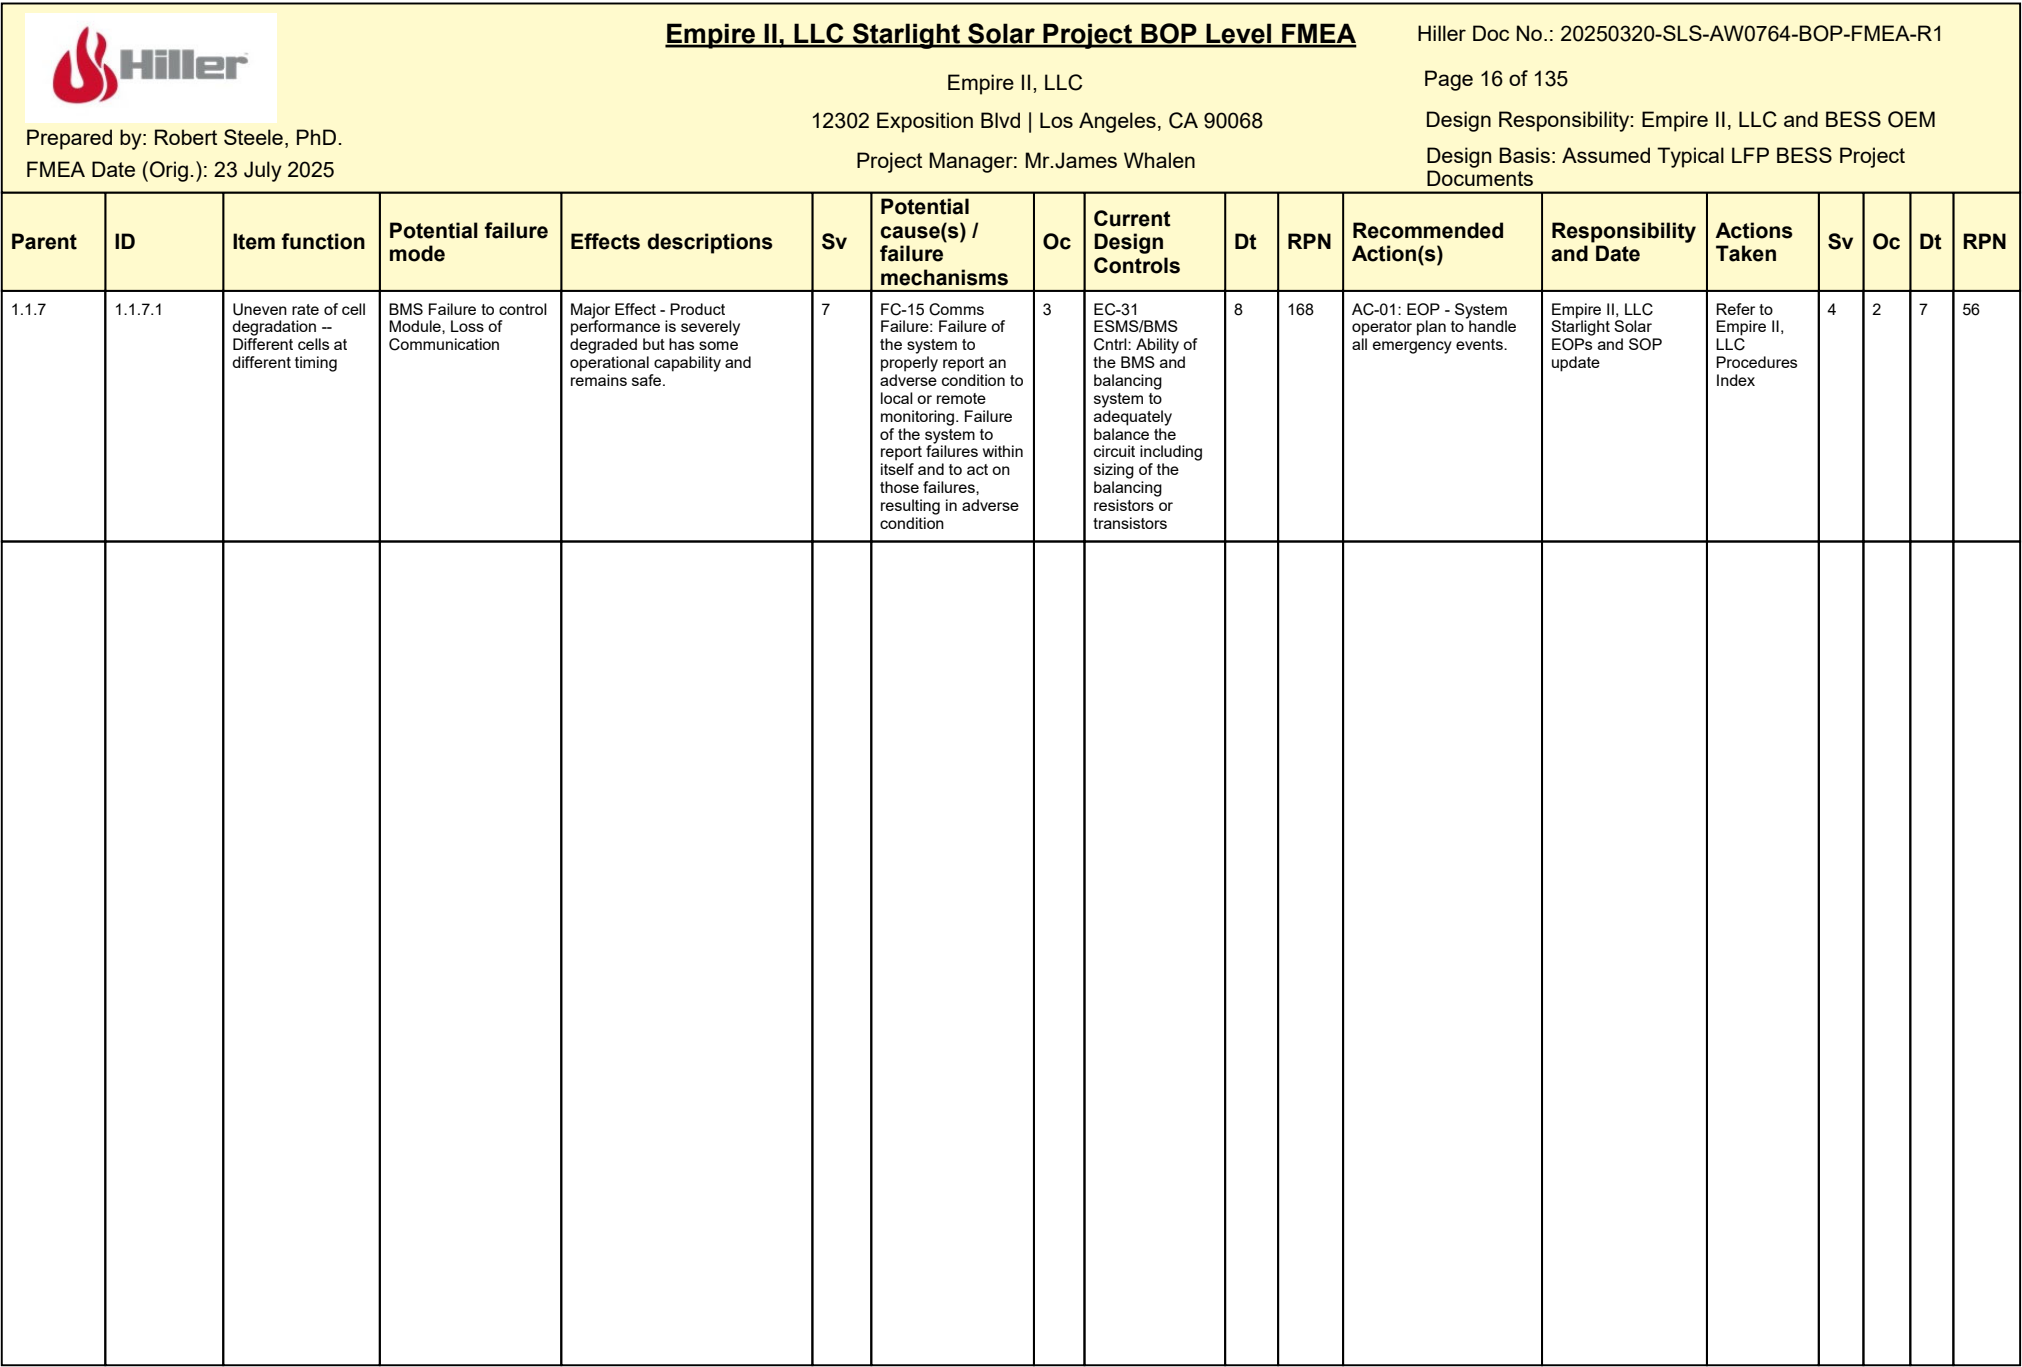 Hiller
Prepared by: Robert Steele, PhD.
FMEA Date (Orig.): 23 July 2025
Empire II, LLC Starlight Solar Project BOP Level FMEA
Empire II, LLC
12302 Exposition Blvd | Los Angeles, CA 90068
Project Manager: Mr.James Whalen
Hiller Doc No.: 20250320-SLS-AW0764-BOP-FMEA-R1
Page 16 of 135
Design Responsibility: Empire II, LLC and BESS OEM
Design Basis: Assumed Typical LFP BESS Project
Documents
Parent
ID
Item function
Potential failure
mode
Effects descriptions
Sv
Potential
cause(s) /
failure
mechanisms
Oc
Current
Design
Controls
Dt
RPN
Recommended
Action(s)
Responsibility
and Date
Actions
Taken
Sv
Oc
Dt
RPN
1.1.7
1.1.7.1
Uneven rate of cell
degradation --
Different cells at
different timing
BMS Failure to control
Module, Loss of
Communication
Major Effect - Product
performance is severely
degraded but has some
operational capability and
remains safe.
7
FC-15 Comms
Failure: Failure of
the system to
properly report an
adverse condition to
local or remote
monitoring. Failure
of the system to
report failures within
itself and to act on
those failures,
resulting in adverse
condition
3
EC-31
ESMS/BMS
Cntrl: Ability of
the BMS and
balancing
system to
adequately
balance the
circuit including
sizing of the
balancing
resistors or
transistors
8
168
AC-01: EOP - System
operator plan to handle
all emergency events.
Empire II, LLC
Starlight Solar
EOPs and SOP
update
Refer to
Empire II,
LLC
Procedures
Index
4
2
7
56